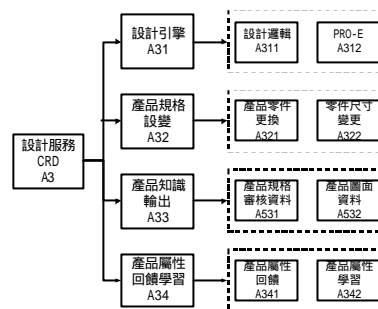 設計引擎
A31
設計邏輯
A311
PRO-E
A312
產品規格
設變
A32
產品零件
更換
A321
零件尺寸
變更
A322
設計服務
CRD
A3
產品知識
輸出
A33
產品規格
審核資料
A531
產品圖面
資料
A532
產品屬性
回饋學習
A34
產品屬性
回饋
A341
產品屬性
學習
A342